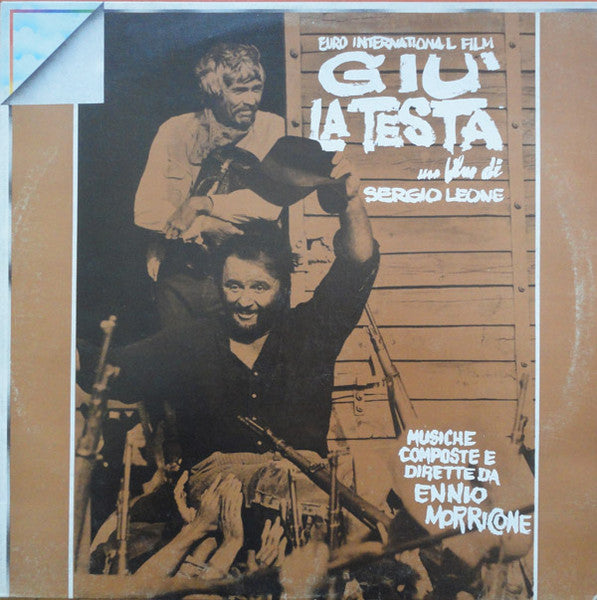 EURO INTERNATIONAL FILM
GIU'
LA TESTA
un film di
SERGIO LEONE
MUSICHE
COMPOSTE E
DIRETTE DA
ENNIO
MORRICONE